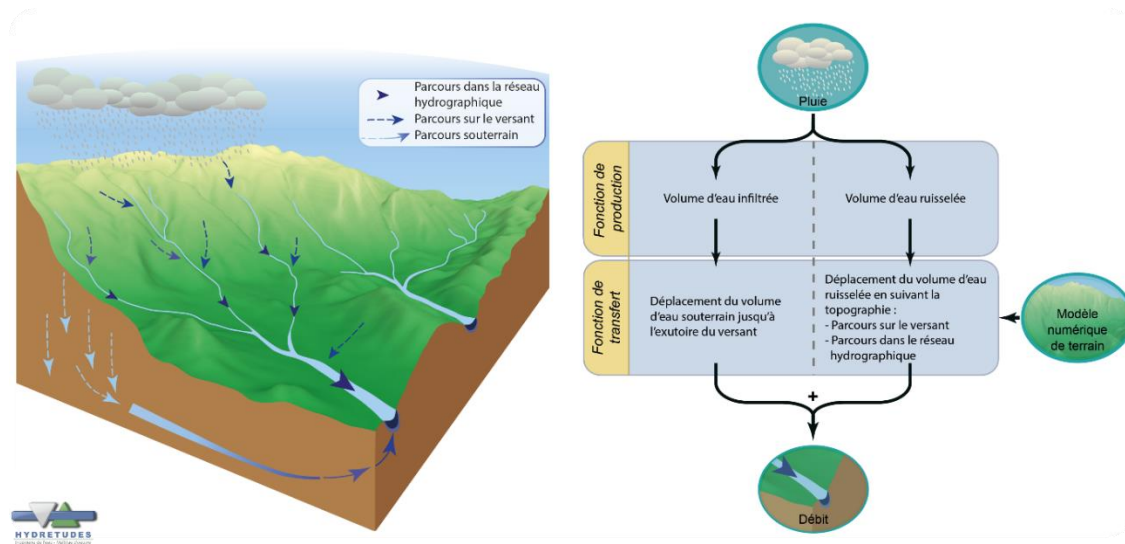 Parcours dans la réseau
hydrographique
Parcours sur le versant
Parcours souterrain
HYDRETUDES
Pluie
Fonction de
production
Volume d'eau infiltrée
Volume d'eau ruisselée
Fonction de
transfert
Déplacement du volume
d'eau souterrain jusqu'à
l'exutoire du versant
Déplacement du volume d'eau
ruisselée en suivant la
topographie :
- Parcours sur le versant
- Parcours dans le réseau
hydrographique
Modèle
numérique
de terrain
+
Débit